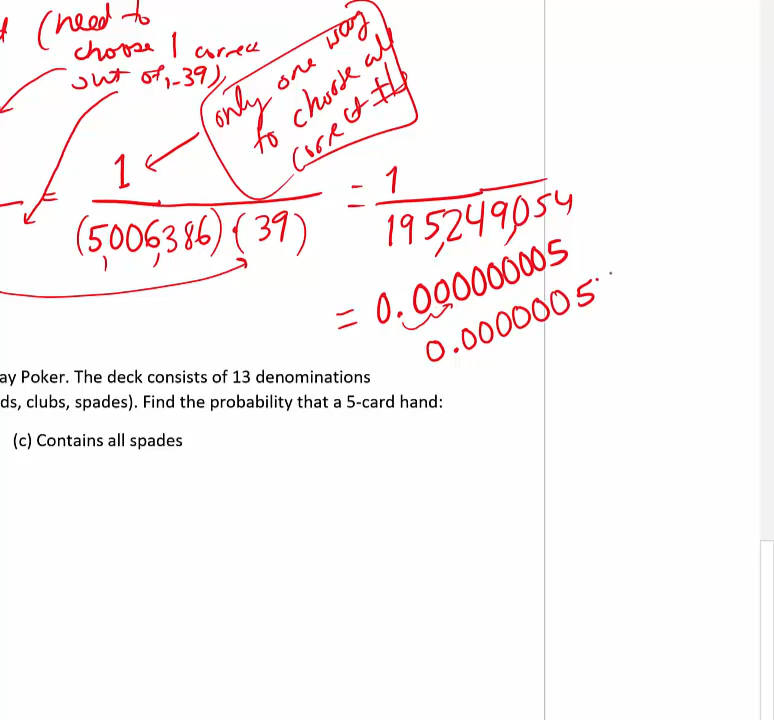 (need to
choose 1 correc
out of 1-39)
only one way
to choose all
correct #s
1
(5,006,386)(39)
= 1
195,249,054
= 0.000000005
0.0000005..
ay Poker. The deck consists of 13 denominations
ds, clubs, spades). Find the probability that a 5-card hand:
(c) Contains all spades